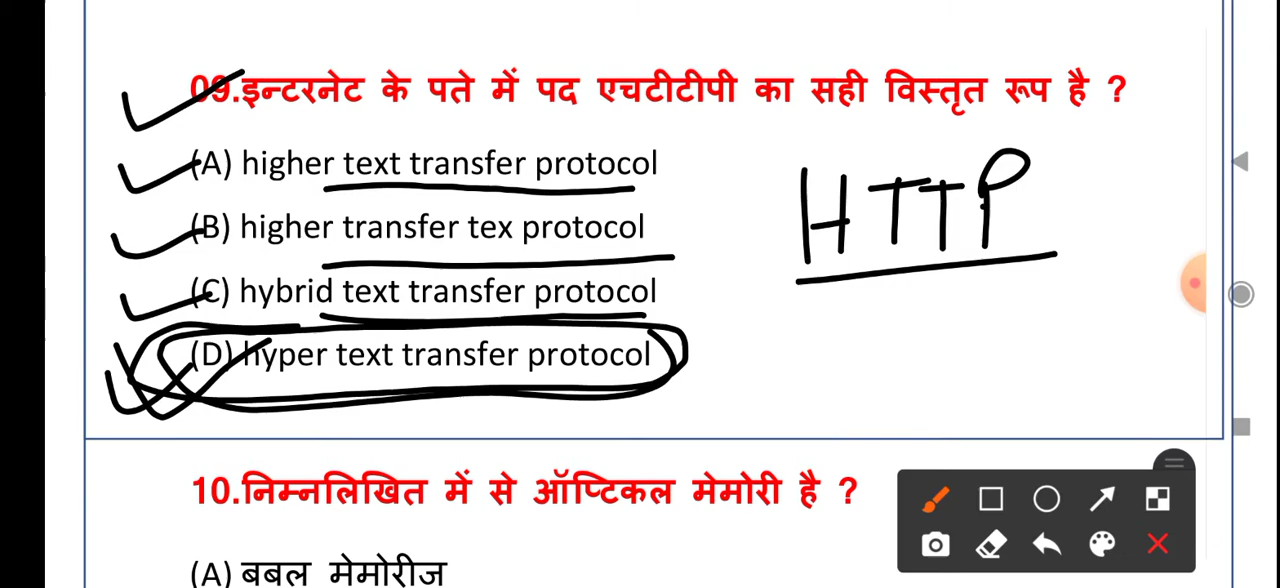 09.इन्टरनेट के पते में पद एचटीटीपी का सही विस्तृत रूप है ?
(A) higher text transfer protocol
HTTP
(B) higher transfer tex protocol
(C) hybrid text transfer protocol
(D) hyper text transfer protocol
10.निम्नलिखित में से ऑप्टिकल मेमोरी है ?
(A) बबल मेमोरीज